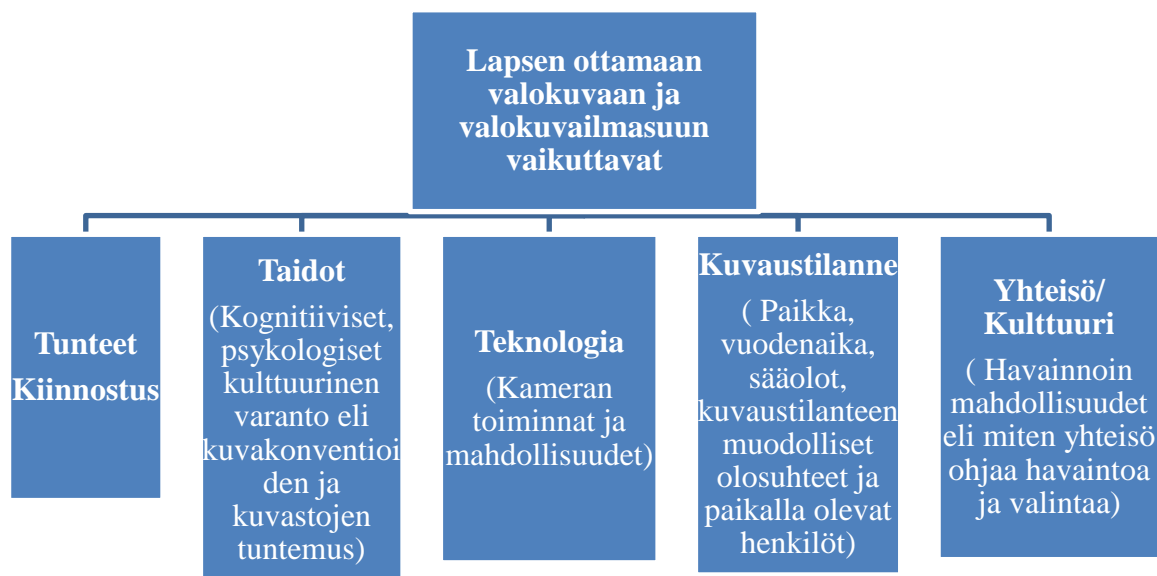 Lapsen ottamaan
valokuvaan ja
valokuvailmasuun
vaikuttavat
Tunteet
Kiinnostus
Taidot
(Kognitiiviset,
psykologiset
kulttuurinen
varanto eli
kuvakonventioi
den ja
kuvastojen
tuntemus)
Teknologia
(Kameran
toiminnat ja
mahdollisuudet)
Kuvaustilanne
( Paikka,
vuodenaika,
sääolot,
kuvaustilanteen
muodolliset
olosuhteet ja
paikalla olevat
henkilöt)
Yhteisö/
Kulttuuri
( Havainnoin
mahdollisuudet
eli miten yhteisö
ohjaa havaintoa
ja valintaa)